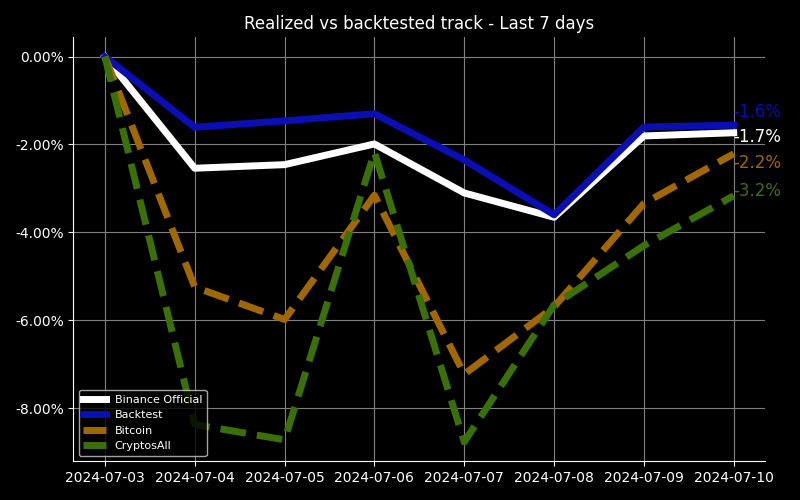 Realized vs backtested track - Last 7 days
0.00%
-2.00%
-4.00%
-6.00%
-8.00%
-1.6%
-1.7%
-2.2%
-3.2%
Binance Official
Backtest
Bitcoin
CryptosAll
2024-07-03 2024-07-04 2024-07-05 2024-07-06 2024-07-07 2024-07-08 2024-07-09 2024-07-10